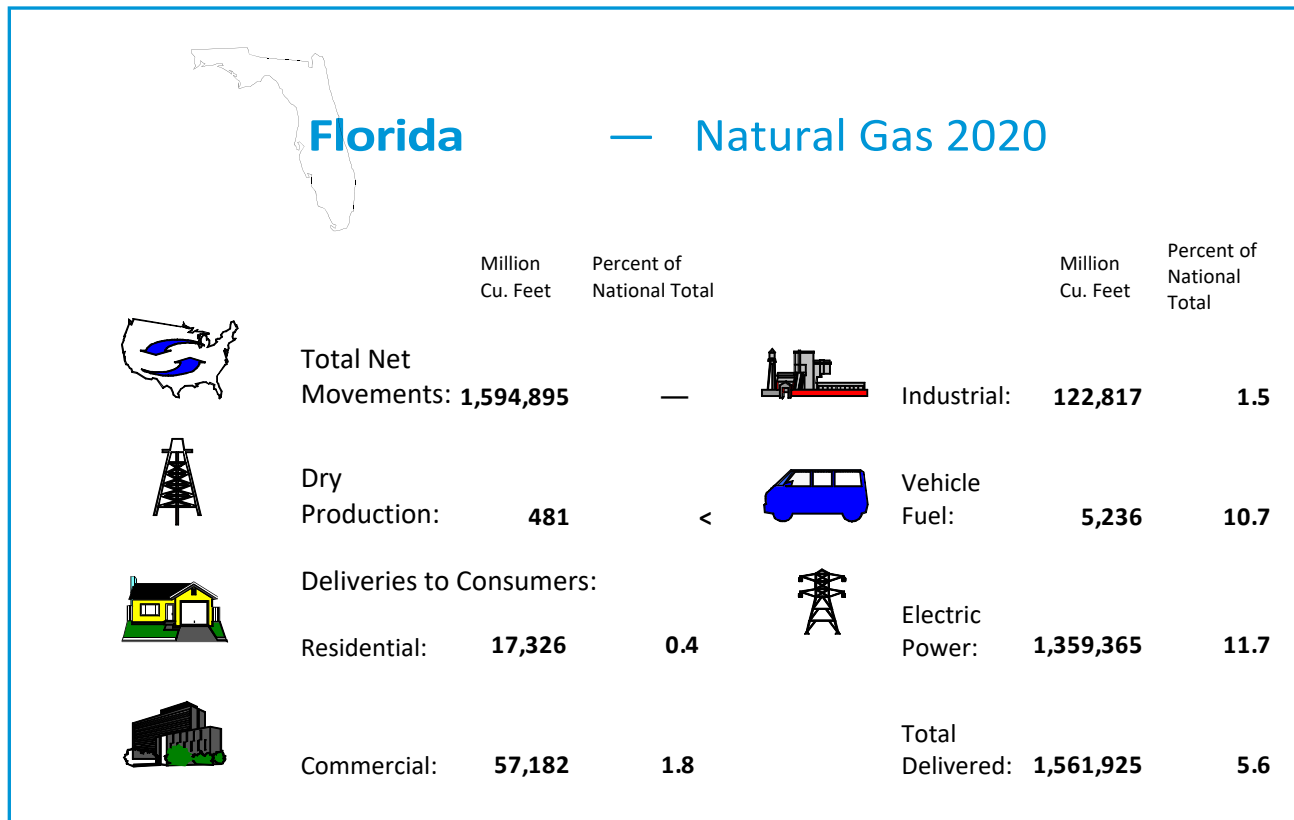 Florida — Natural Gas 2020
Million
Cu. Feet
Percent of
National Total
Total Net
Movements: 1,594,895 —
Dry
Production: 481 <
Deliveries to Consumers:
Residential: 17,326 0.4
Commercial: 57,182 1.8
Million
Cu. Feet
Percent of
National
Total
Industrial: 122,817 1.5
Vehicle
Fuel: 5,236 10.7
Electric
Power: 1,359,365 11.7
Total
Delivered: 1,561,925 5.6